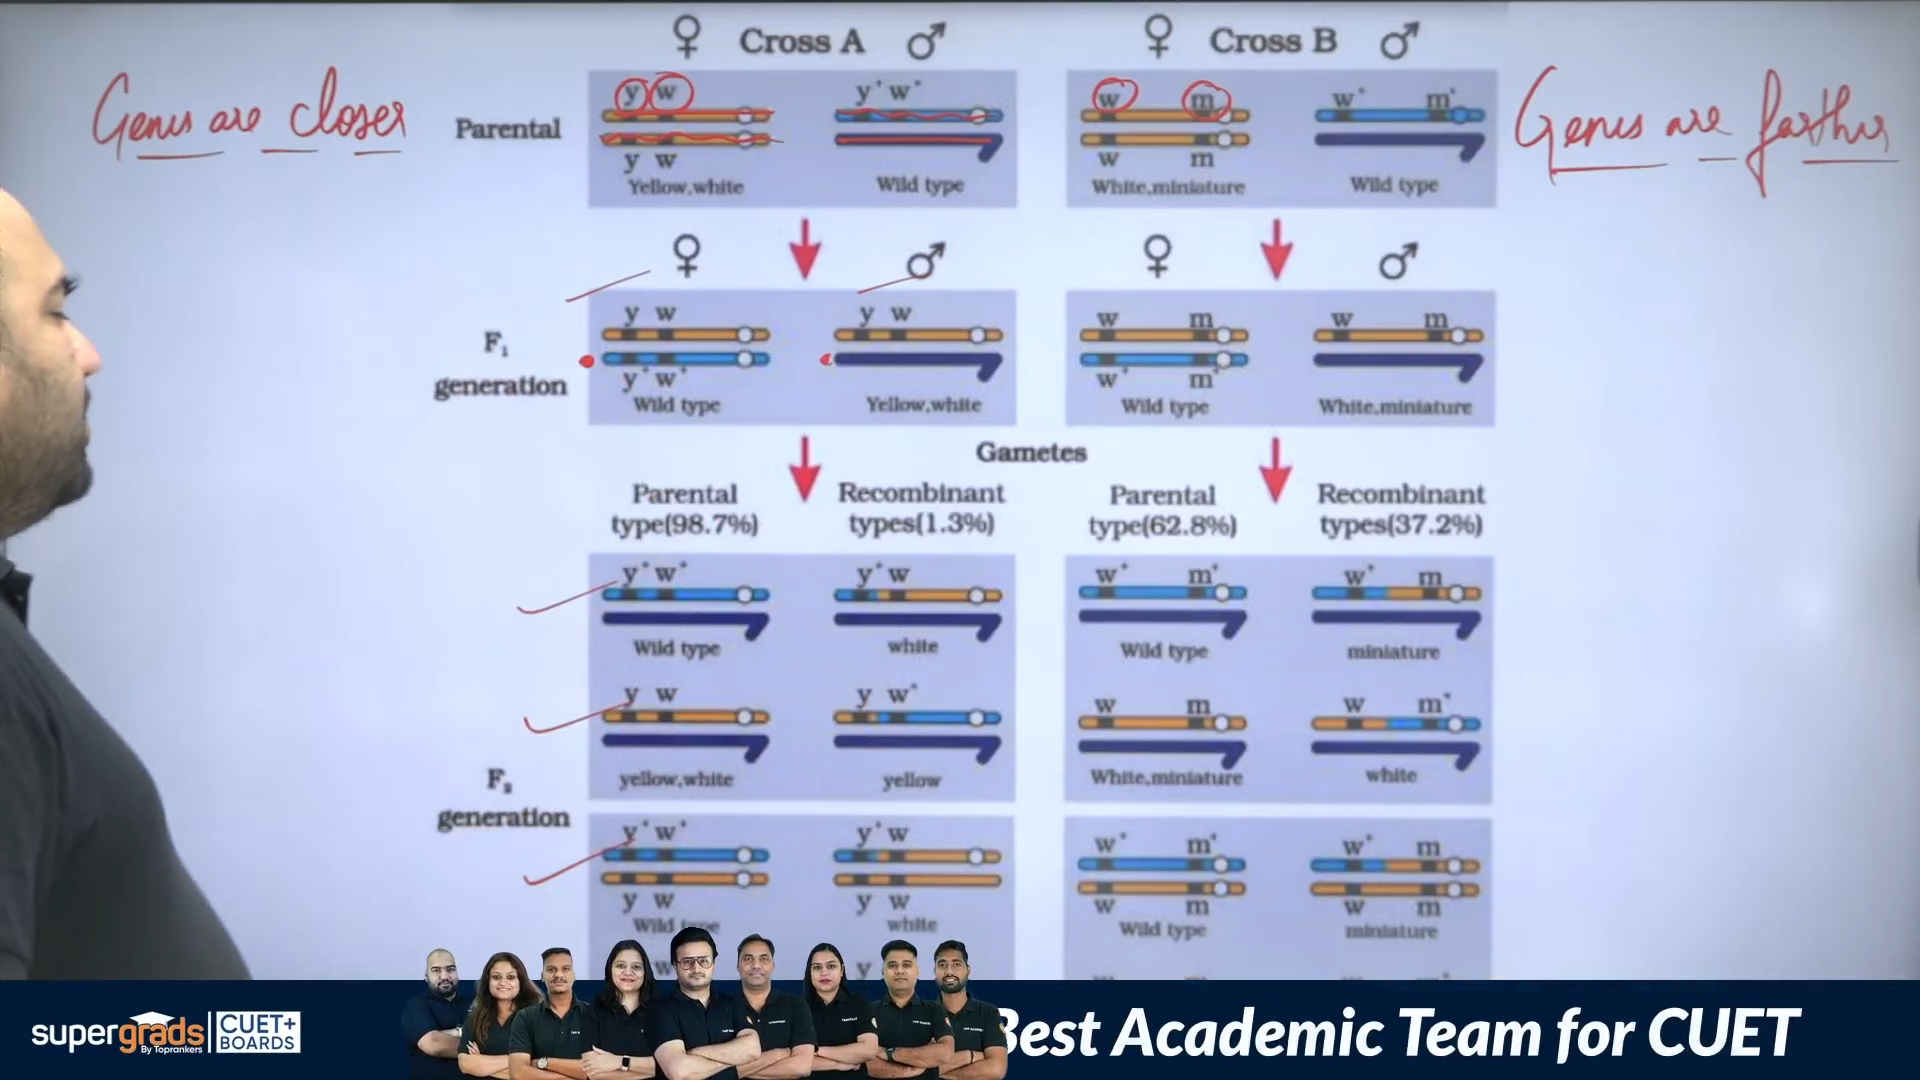 ♀ Cross A ♂ ♀ Cross B ♂
Genes are closer
Parental
y w
y⁺ w⁺
w m
w⁺ m⁺
Genes are farther
y w
w m
Yellow,white
Wild type
White,miniature
Wild type
♀ ♂ ♀ ♂
F₁
generation
y w
y w
w m
w m
y⁺ w⁺
w⁺ m⁺
Wild type
Yellow,white
Wild type
White,miniature
Gametes
Parental
type(98.7%)
Recombinant
types(1.3%)
Parental
type(62.8%)
Recombinant
types(37.2%)
F₂
generation
y⁺ w⁺
y⁺ w
w⁺ m⁺
w⁺ m
Wild type
white
Wild type
miniature
y w
y w⁺
w m
w m⁺
yellow,white
yellow
White,miniature
white
y⁺ w⁺
y⁺ w
w⁺ m⁺
w⁺ m
y w
y w
w m
w m
Wild type
white
Wild type
miniature
supergrads
By Toprankers
CUET+
BOARDS
Best Academic Team for CUET